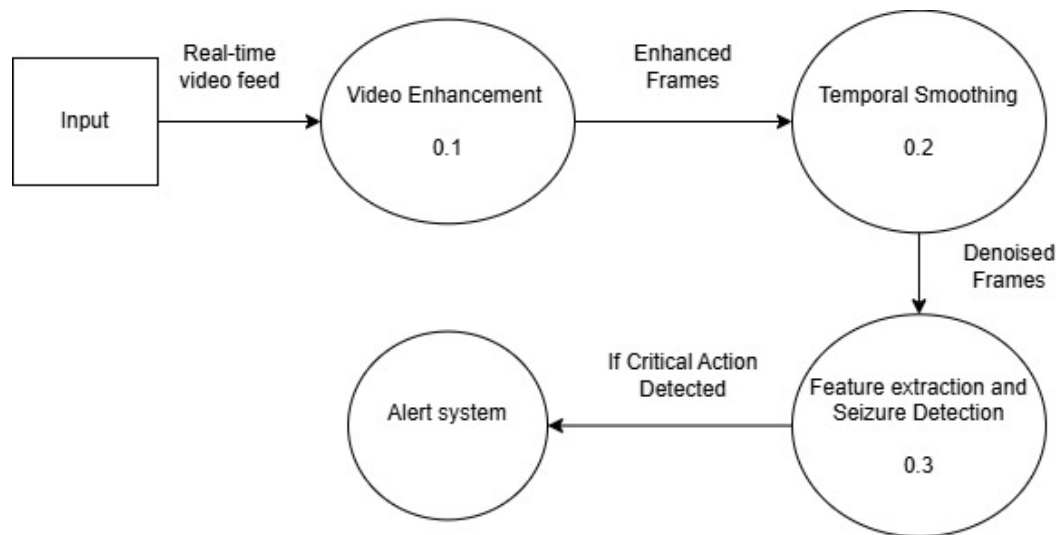 Input
Real-time
video feed
Video Enhancement
0.1
Enhanced
Frames
Temporal Smoothing
0.2
Denoised
Frames
Feature extraction and
Seizure Detection
0.3
If Critical Action
Detected
Alert system